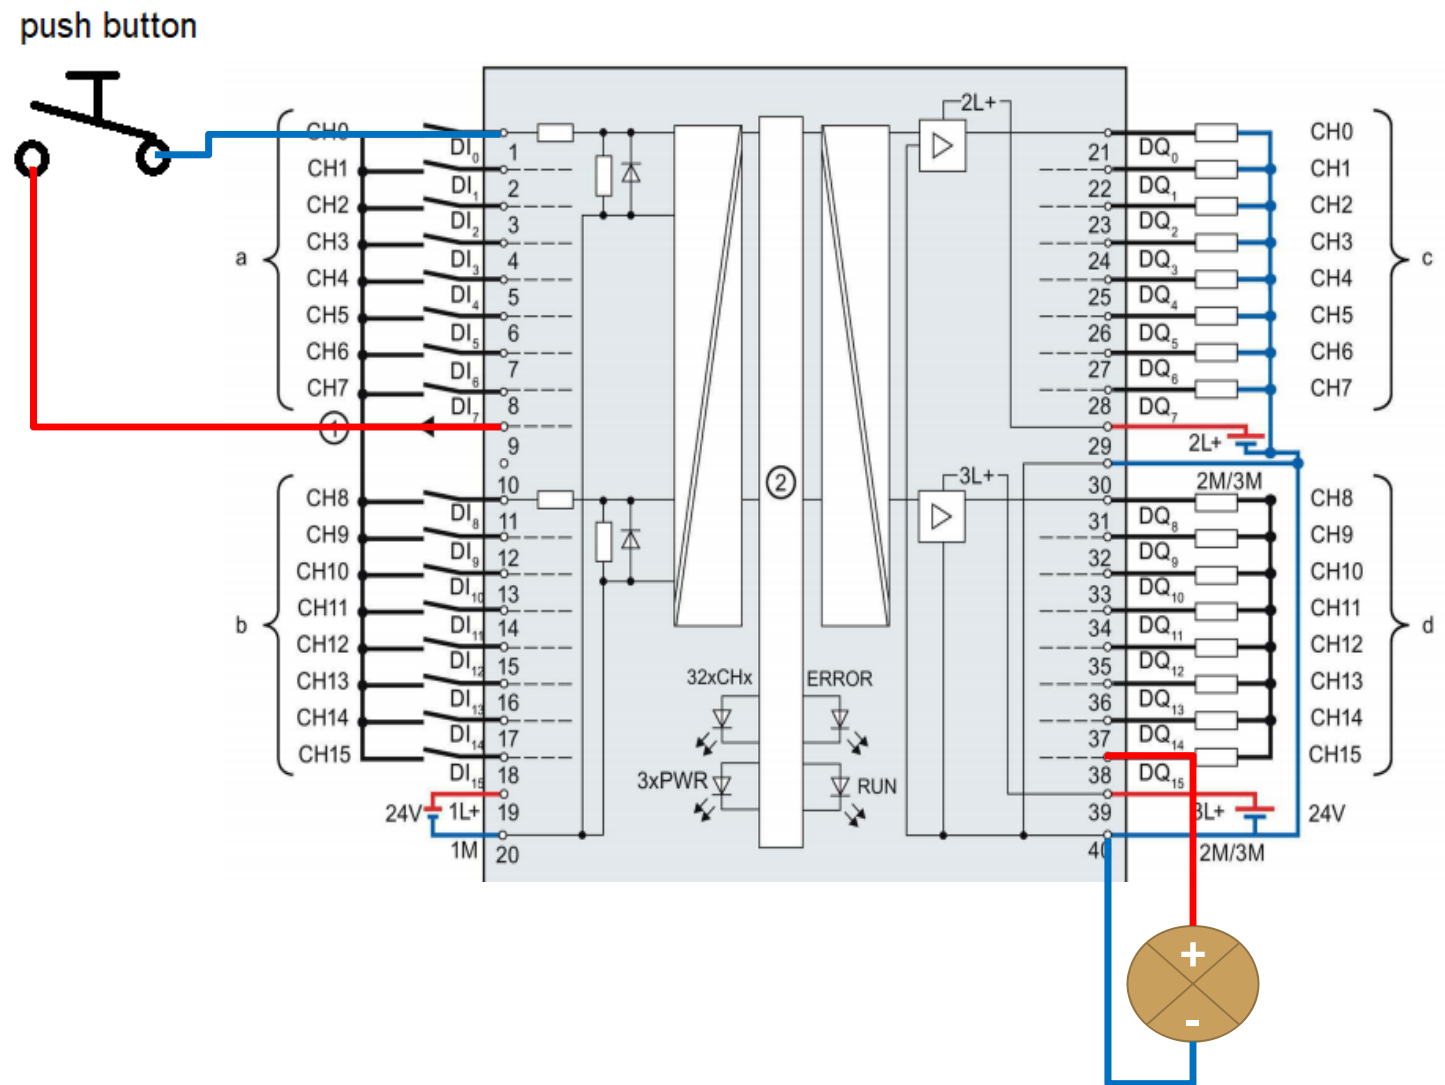 push button
2L+
CH0 DI0 1 21 DQ0 CH0
CH1 DI1 2 22 DQ1 CH1
CH2 DI2 3 23 DQ2 CH2
CH3 DI3 4 24 DQ3 CH3
a CH4 DI4 5 25 DQ4 CH4 c
CH5 DI5 6 26 DQ5 CH5
CH6 DI6 7 27 DQ6 CH6
CH7 DI7 8 28 DQ7 CH7
1 9 29 2L+
2 3L+
10 30 2M/3M
CH8 DI8 11 31 DQ8 CH8
CH9 DI9 12 32 DQ9 CH9
CH10 DI10 13 33 DQ10 CH10
CH11 DI11 14 34 DQ11 CH11
b CH12 DI12 15 35 DQ12 CH12 d
CH13 DI13 16 36 DQ13 CH13
32xCHx ERROR
CH14 DI14 17 37 DQ14 CH14
CH15 DI15 18 38 DQ15 CH15
3xPWR RUN
24V 1L+ 19 39 3L+ 24V
1M 20 40 2M/3M
+
-